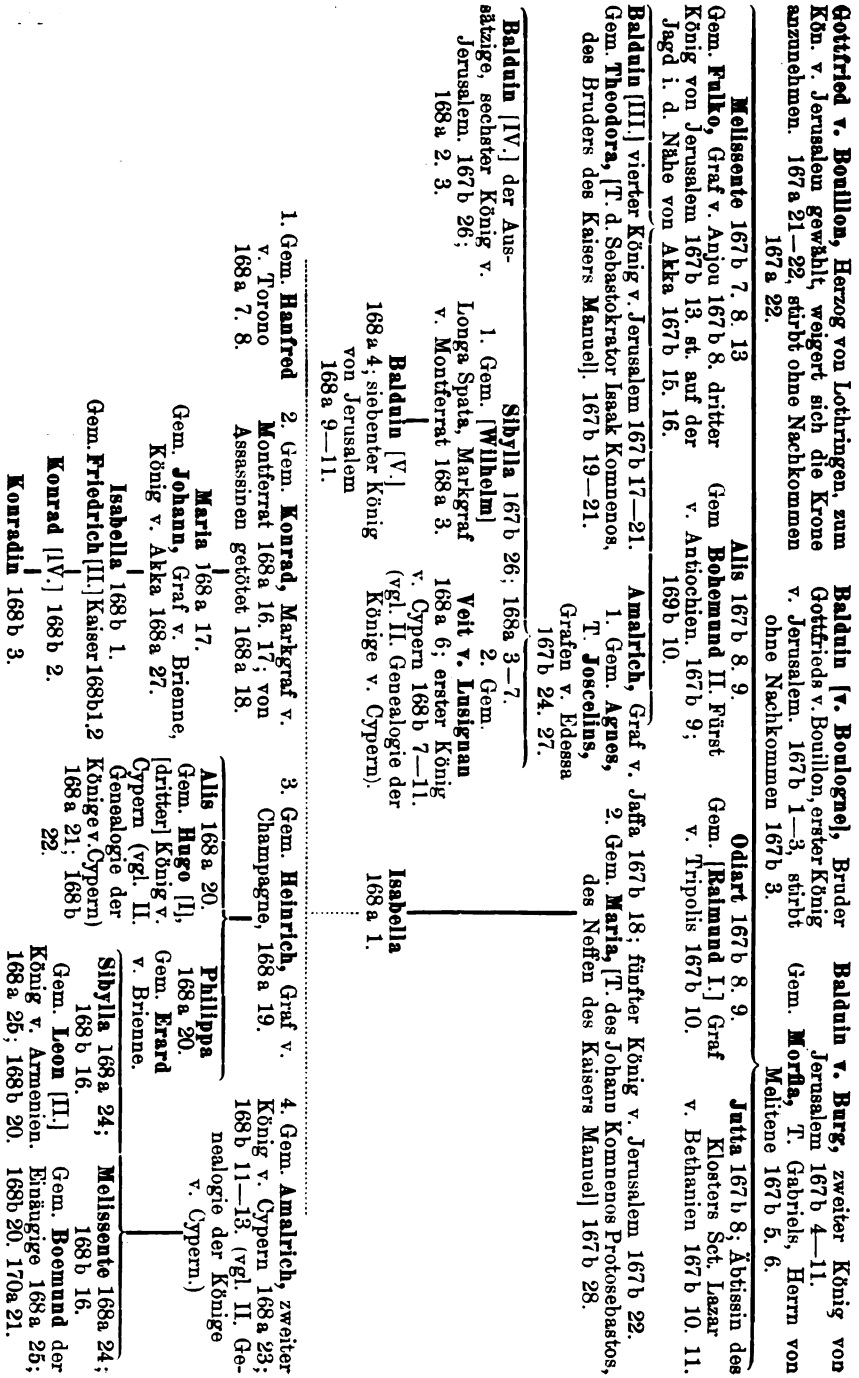 Gottfried v. Bouillon, Herzog von Lothringen, zum
Kön. v. Jerusalem gewählt, weigert sich die Krone
anzunehmen. 167a 21—22, stirbt ohne Nachkommen
167a 22.
Balduin [v. Boulogne], Bruder
Gottfrieds v. Bouillon, erster König
v. Jerusalem. 167b 1—3, stirbt
ohne Nachkommen 167b 3.
Balduin v. Burg, zweiter König von
Jerusalem 167b 4—11.
Gem. Morfla, T. Gabriels, Herrn von
Melitene 167b 5. 6.
Melissente 167b 7. 8. 13
Gem. Fulko, Graf v. Anjou 167b 8. dritter
König von Jerusalem 167b 13. st. auf der
Jagd i. d. Nähe von Akka 167b 15. 16.
Alis 167b 8. 9.
Gem Bohemund II. Fürst
v. Antiochien. 167b 9;
169b 10.
Odiart 167b 8. 9.
Gem. [Raimund I.] Graf
v. Tripolis 167b 10.
Jutta 167b 8; Äbtissin des
Klosters Sct. Lazar
v. Bethanien 167b 10. 11.
Balduin [III.] vierter König v. Jerusalem 167b 17—21.
Gem. Theodora, [T. d. Sebastokrator Isaak Komnenos,
des Bruders des Kaisers Manuel]. 167b 19—21.
Amalrich, Graf v. Jaffa 167b 18; fünfter König v. Jerusalem 167b 22.
1. Gem. Agnes,
T. Joscelins,
Grafen v. Edessa
167b 24. 27.
2. Gem. Maria, [T. des Johann Komnenos Protosebastos,
des Neffen des Kaisers Manuel] 167b 28.
Balduin [IV.] der Aus-
sätzige, sechster König v.
Jerusalem. 167b 26;
168a 2. 3.
Sibylla 167b 26; 168a 3—7.
1. Gem. [Wilhelm]
Longa Spata, Markgraf
v. Montferrat 168a 3.
2. Gem.
Veit v. Lusignan
168a 6; erster König
v. Cypern 168b 7—11.
(vgl. II. Genealogie der
Könige v. Cypern).
Balduin [V.]
168a 4; siebenter König
von Jerusalem
168a 9—11.
Isabella
168a 1.
1. Gem. Hanfred
v. Torono
168a 7. 8.
2. Gem. Konrad, Markgraf v.
Montferrat 168a 16. 17; von
Assassinen getötet 168a 18.
3. Gem. Heinrich, Graf v.
Champagne, 168a 19.
4. Gem. Amalrich, zweiter
König v. Cypern 168a 23;
168b 11—13. (vgl. II. Ge-
nealogie der Könige
v. Cypern.)
Maria 168a 17.
Gem. Johann, Graf v. Brienne,
König v. Akka 168a 27.
Isabella 168b 1.
Gem. Friedrich [II.] Kaiser 168b 1.2
Konrad [IV.] 168b 2.
Konradin 168b 3.
Alis 168a 20.
Gem. Hugo [I],
[dritter] König v.
Cypern (vgl. II.
Genealogie der
Könige v. Cypern)
168a 21; 168b
22.
Philippa
168a 20.
Gem. Erard
v. Brienne.
Sibylla 168a 24;
168b 16.
Gem. Leon [II.]
König v. Armenien.
168a 25; 168b 20.
Melissente 168a 24;
168b 16.
Gem. Boemund der
Einäugige 168a 25;
168b 20. 170a 21.